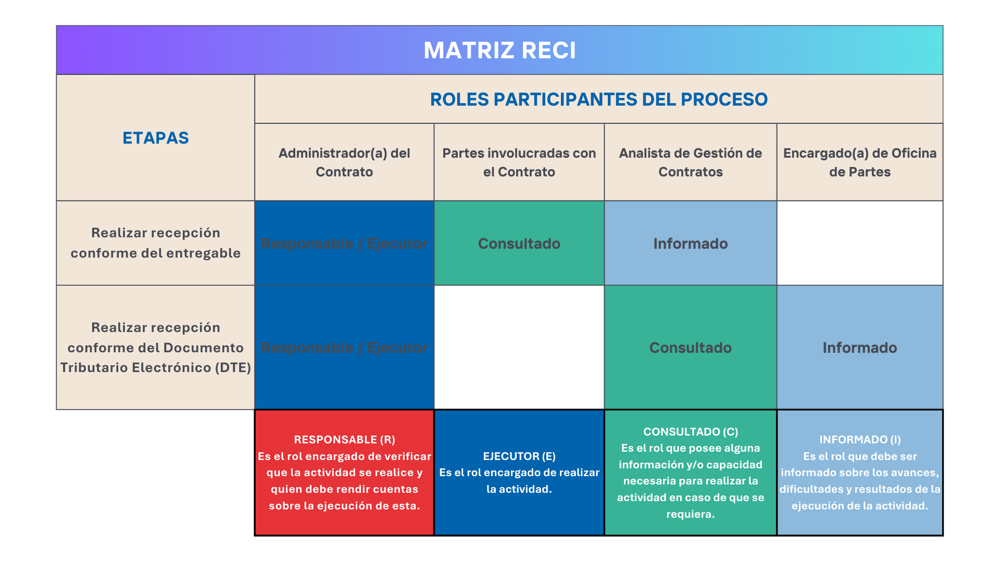 MATRIZ RECI
ETAPAS
ROLES PARTICIPANTES DEL PROCESO
Administrador(a) del
Contrato
Partes involucradas con
el Contrato
Analista de Gestión de
Contratos
Encargado(a) de Oficina
de Partes
Realizar recepción
conforme del entregable
Responsable / Ejecutor
Consultado
Informado
Realizar recepción
conforme del Documento
Tributario Electrónico (DTE)
Responsable / Ejecutor
Consultado
Informado
RESPONSABLE (R)
Es el rol encargado de verificar
que la actividad se realice y
quien debe rendir cuentas
sobre la ejecución de esta.
EJECUTOR (E)
Es el rol encargado de realizar
la actividad.
CONSULTADO (C)
Es el rol que posee alguna
información y/o capacidad
necesaria para realizar la
actividad en caso de que se
requiera.
INFORMADO (I)
Es el rol que debe ser
informado sobre los avances,
dificultades y resultados de la
ejecución de la actividad.